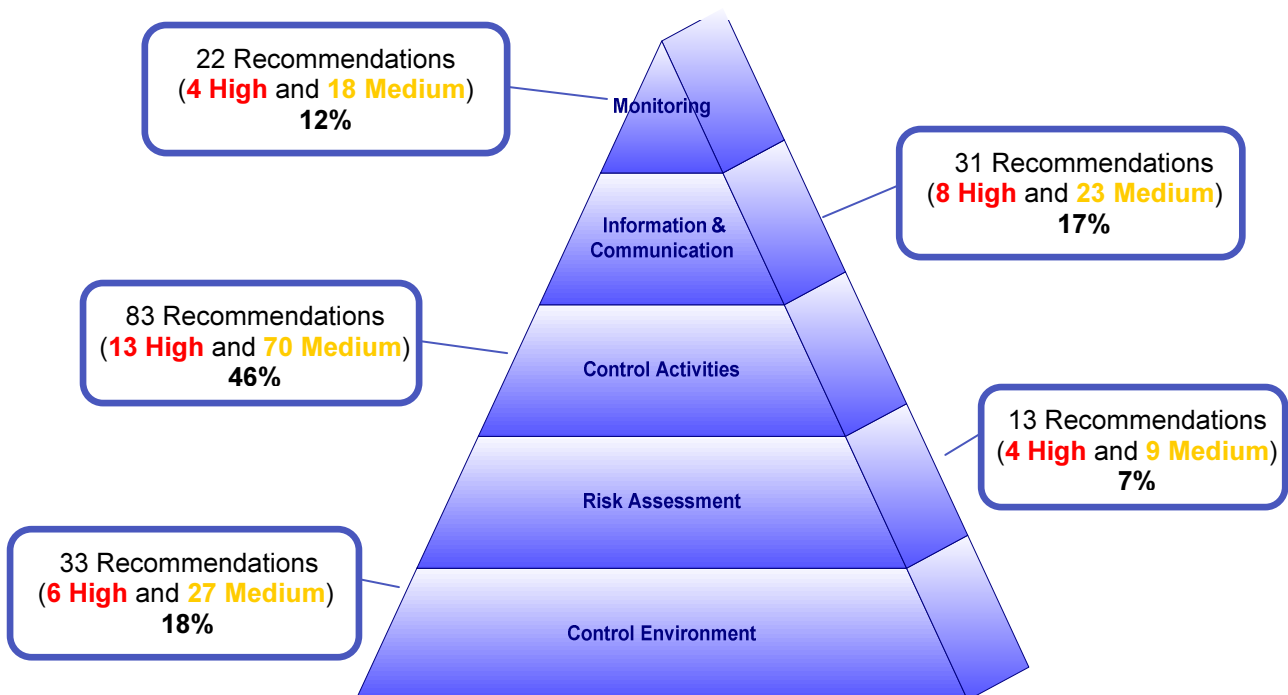 22 Recommendations
(4 High and 18 Medium)
12%
Monitoring
31 Recommendations
(8 High and 23 Medium)
17%
Information &
Communication
83 Recommendations
(13 High and 70 Medium)
46%
Control Activities
13 Recommendations
(4 High and 9 Medium)
7%
Risk Assessment
33 Recommendations
(6 High and 27 Medium)
18%
Control Environment